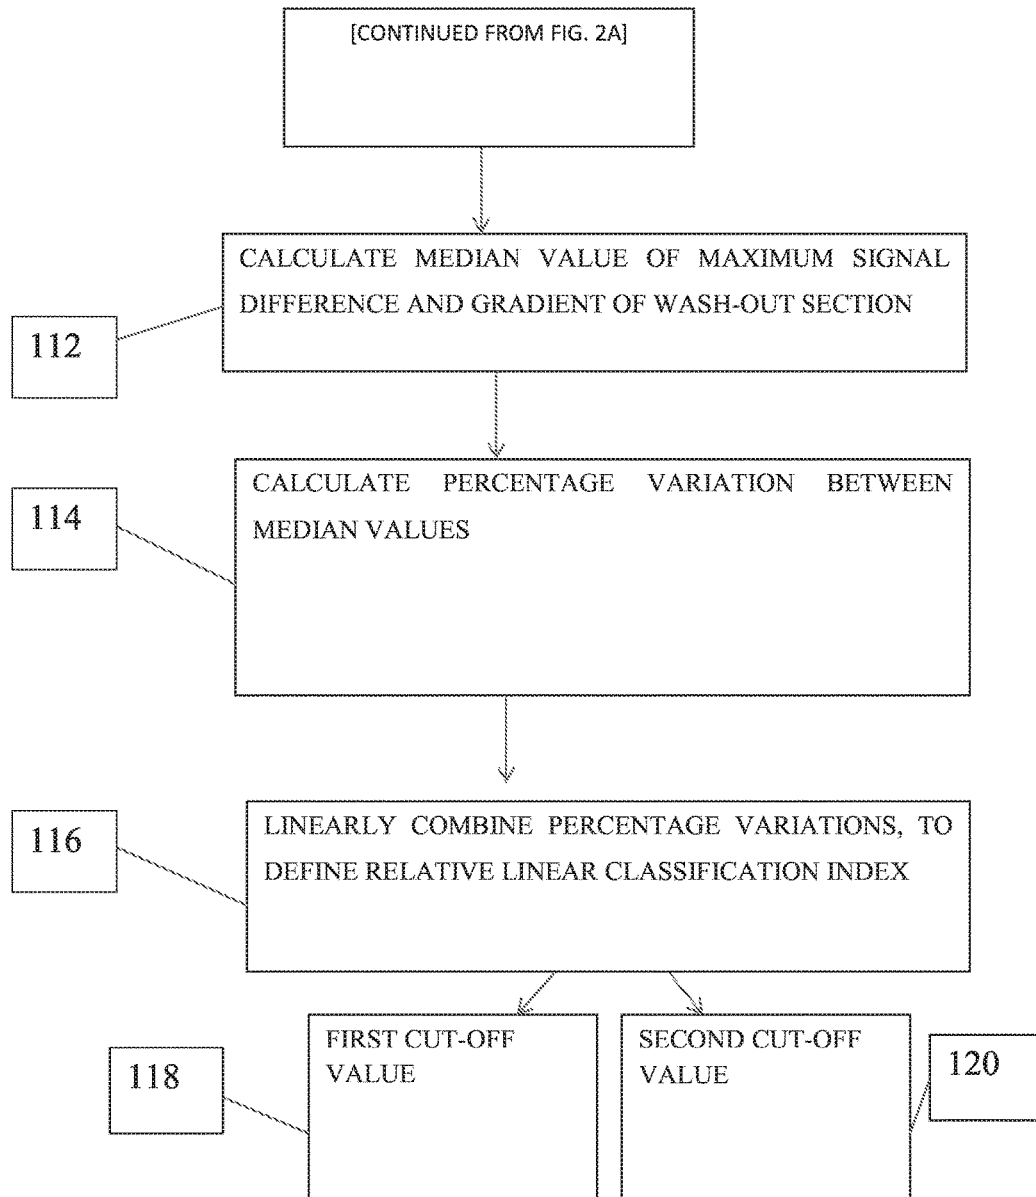 [CONTINUED FROM FIG. 2A]
CALCULATE MEDIAN VALUE OF MAXIMUM SIGNAL
DIFFERENCE AND GRADIENT OF WASH-OUT SECTION
112
CALCULATE PERCENTAGE VARIATION BETWEEN
MEDIAN VALUES
114
LINEARLY COMBINE PERCENTAGE VARIATIONS, TO
DEFINE RELATIVE LINEAR CLASSIFICATION INDEX
116
FIRST CUT-OFF
VALUE
118
SECOND CUT-OFF
VALUE
120